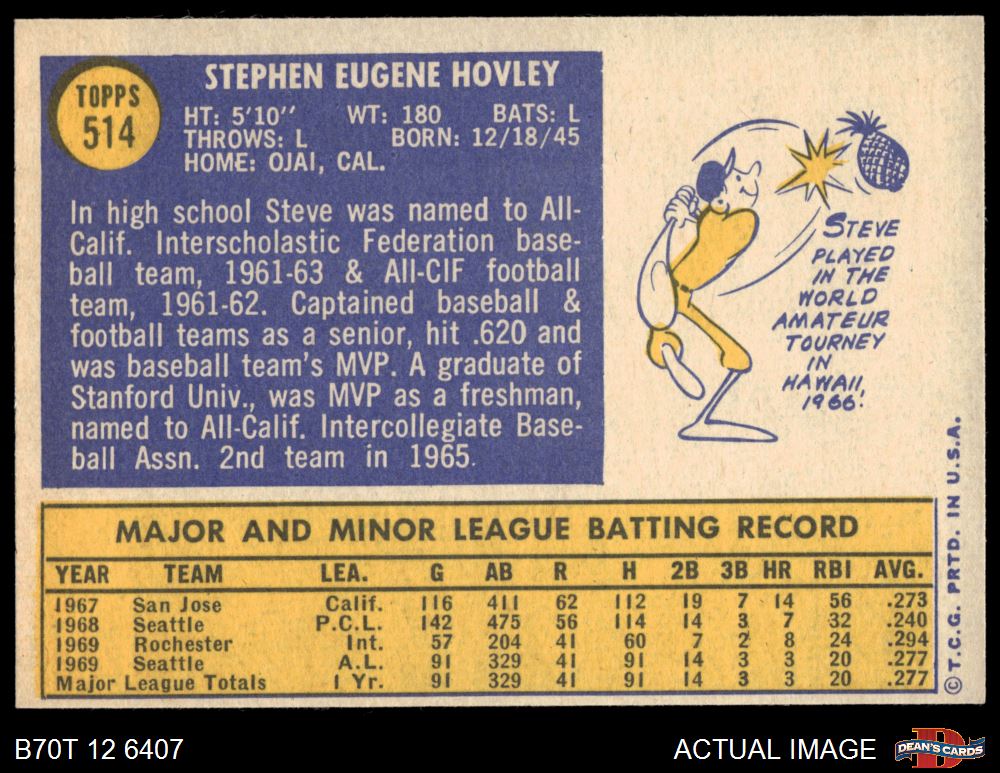 TOPPS
514
STEPHEN EUGENE HOVLEY
HT: 5'10'' WT: 180 BATS: L
THROWS: L BORN: 12/18/45
HOME: OJAI, CAL.
In high school Steve was named to All-
Calif. Interscholastic Federation base-
ball team, 1961-63 & All-CIF football
team, 1961-62. Captained baseball &
football teams as a senior, hit .620 and
was baseball team's MVP. A graduate of
Stanford Univ., was MVP as a freshman,
named to All-Calif. Intercollegiate Base-
ball Assn. 2nd team in 1965.
STEVE
PLAYED
IN THE
WORLD
AMATEUR
TOURNEY
IN
HAWAII,
1966!
MAJOR AND MINOR LEAGUE BATTING RECORD
YEAR TEAM LEA. G AB R H 2B 3B HR RBI AVG.
1967 San Jose Calif. 116 411 62 112 19 7 14 56 .273
1968 Seattle P.C.L. 142 475 56 114 14 3 7 32 .240
1969 Rochester Int. 57 204 41 60 7 2 8 24 .294
1969 Seattle A.L. 91 329 41 91 14 3 3 20 .277
Major League Totals 1 Yr. 91 329 41 91 14 3 3 20 .277
© T.C.G. PRTD. IN U.S.A.
B70T 12 6407
ACTUAL IMAGE
D
DEAN'S CARDS